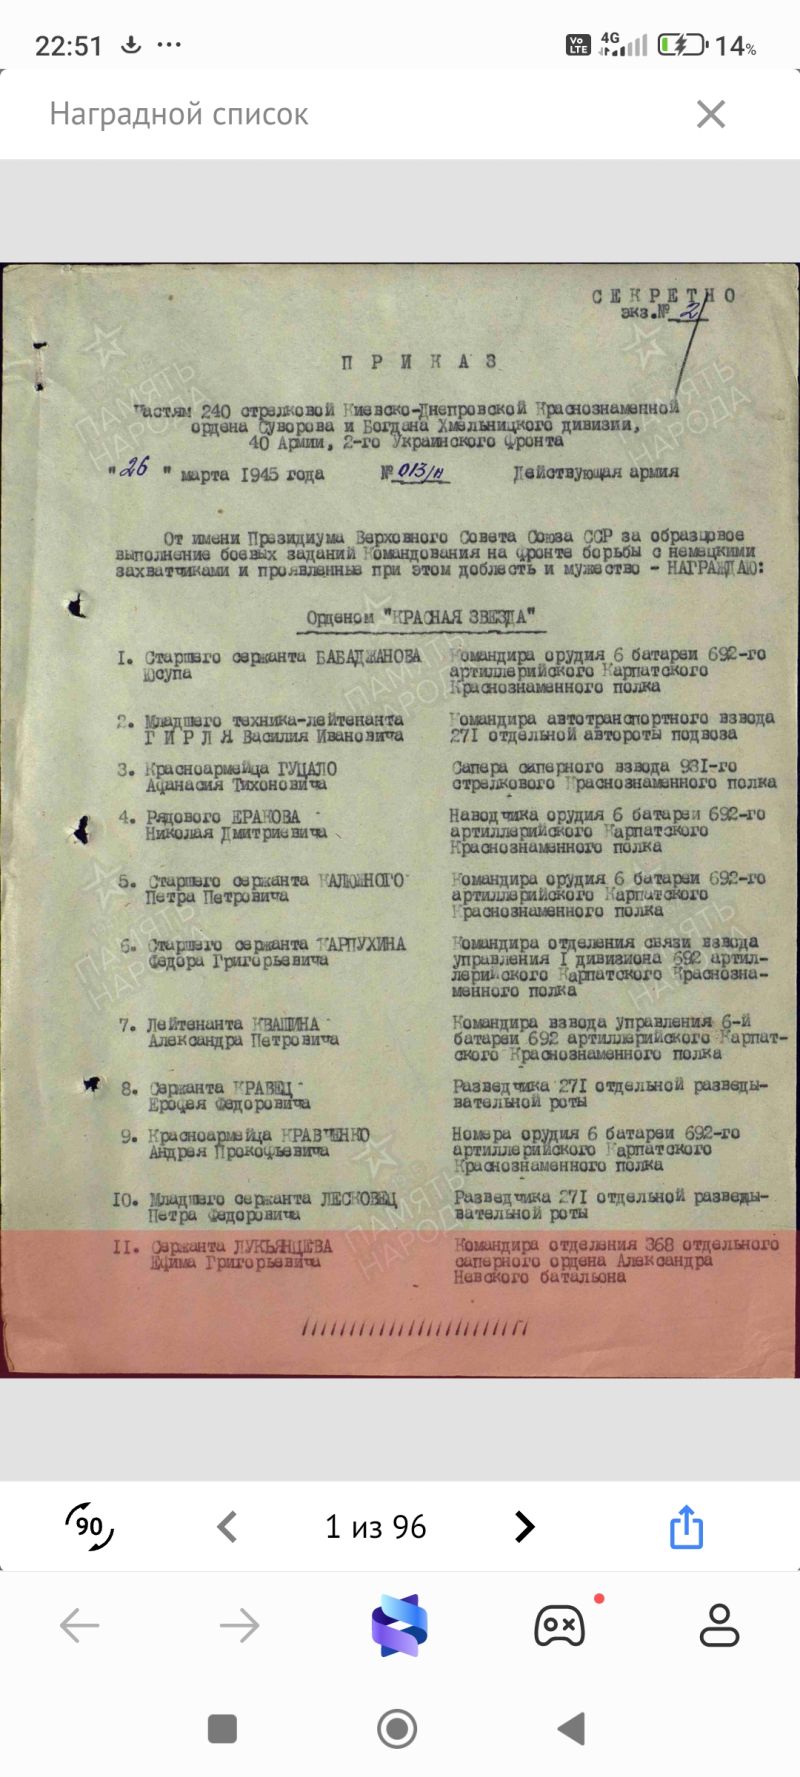 22:51
Vo LTE 4G 14%
Наградной список
СЕКРЕТНО
экз.№ 2
ПРИКАЗ
Частям 240 стрелковой Киевско-Днепровской Краснознаменной
ордена Суворова и Богдана Хмельницкого дивизии,
40 Армии, 2-го Украинского Фронта
"26" марта 1945 года № 013/н Действующая армия
От имени Президиума Верховного Совета Союза ССР за образцовое
выполнение боевых заданий Командования на фронте борьбы с немецкими
захватчиками и проявленные при этом доблесть и мужество - НАГРАЖДАЮ:
Орденом "КРАСНАЯ ЗВЕЗДА"
1. Старшего сержанта БАБАДЖАНОВА Командира орудия 6 батареи 692-го
Юсупа артиллерийского Карпатского
Краснознаменного полка
2. Младшего техника-лейтенанта Командира автотранспортного взвода
ГИРЛЯ Василия Ивановича 271 отдельной автороты подвоза
3. Красноармейца ГУЦАЛО Сапера саперного взвода 931-го
Афанасия Тихоновича стрелкового Краснознаменного полка
4. Рядового ЕРАНОВА Наводчика орудия 6 батареи 692-го
Николая Дмитриевича артиллерийского Карпатского
Краснознаменного полка
5. Старшего сержанта КАЛЮЖНОГО Командира орудия 6 батареи 692-го
Петра Петровича артиллерийского Карпатского
Краснознаменного полка
6. Старшего сержанта КАРПУХИНА Командира отделения связи взвода
Федора Григорьевича управления I дивизиона 692 артил-
лерийского Карпатского Краснозна-
менного полка
7. Лейтенанта КВАШИНА Командира взвода управления 6-й
Александра Петровича батареи 692 артиллерийского Карпат-
ского Краснознаменного полка
8. Сержанта КРАВЕЦ Разведчика 271 отдельной разведы-
Ерофея Федоровича вательной роты
9. Красноармейца КРАВЧЕНКО Номера орудия 6 батареи 692-го
Андрея Прокофьевича артиллерийского Карпатского
Краснознаменного полка
10. Младшего сержанта ЛЕСКОВЕЦ Разведчика 271 отдельной разведы-
Петра Федоровича вательной роты
11. Сержанта ЛУКЬЯНЦЕВА Командира отделения 368 отдельного
Ефима Григорьевича саперного ордена Александра
Невского батальона
ПАМЯТЬ НАРОДА
90 1 из 96